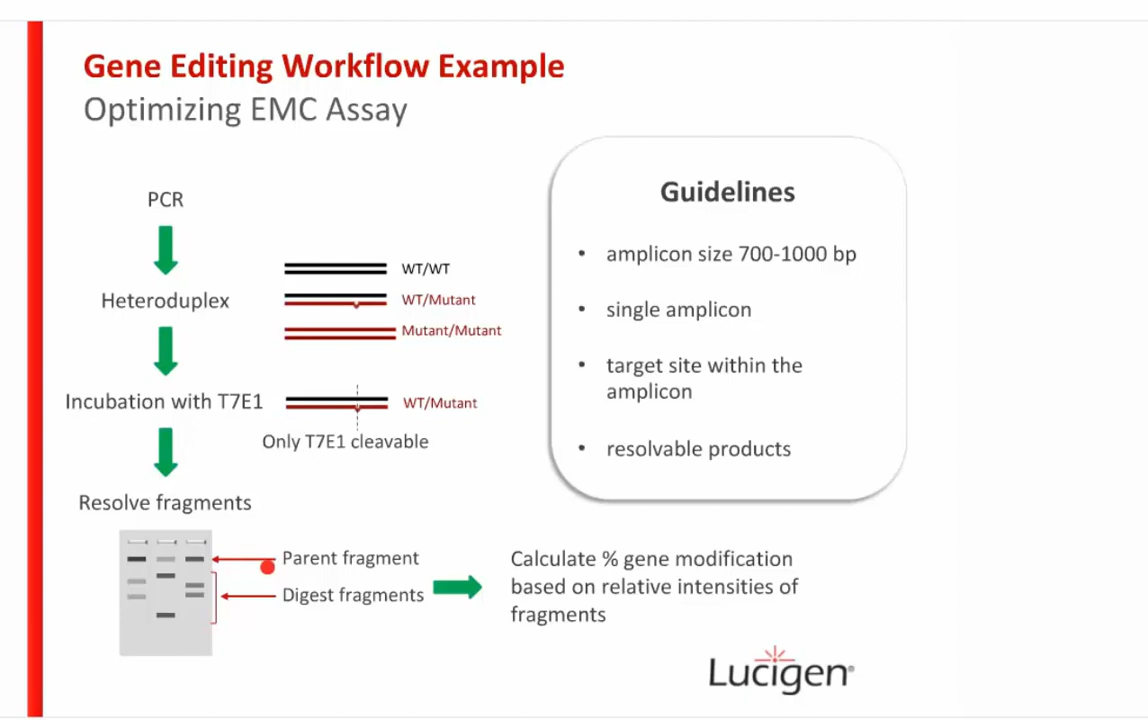 Gene Editing Workflow Example
Optimizing EMC Assay
PCR
Heteroduplex
WT/WT
WT/Mutant
Mutant/Mutant
Incubation with T7E1
WT/Mutant
Only T7E1 cleavable
Resolve fragments
Parent fragment
Digest fragments
Calculate % gene modification
based on relative intensities of
fragments
Guidelines
• amplicon size 700-1000 bp
• single amplicon
• target site within the
amplicon
• resolvable products
Lucigen®